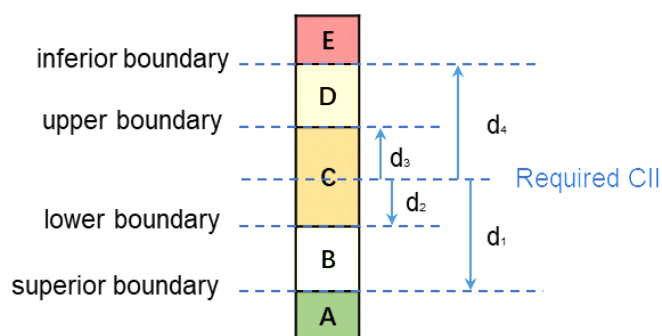 E
inferior boundary
D
d₄
upper boundary
d₃
C
Required CII
d₂
lower boundary
d₁
B
superior boundary
A